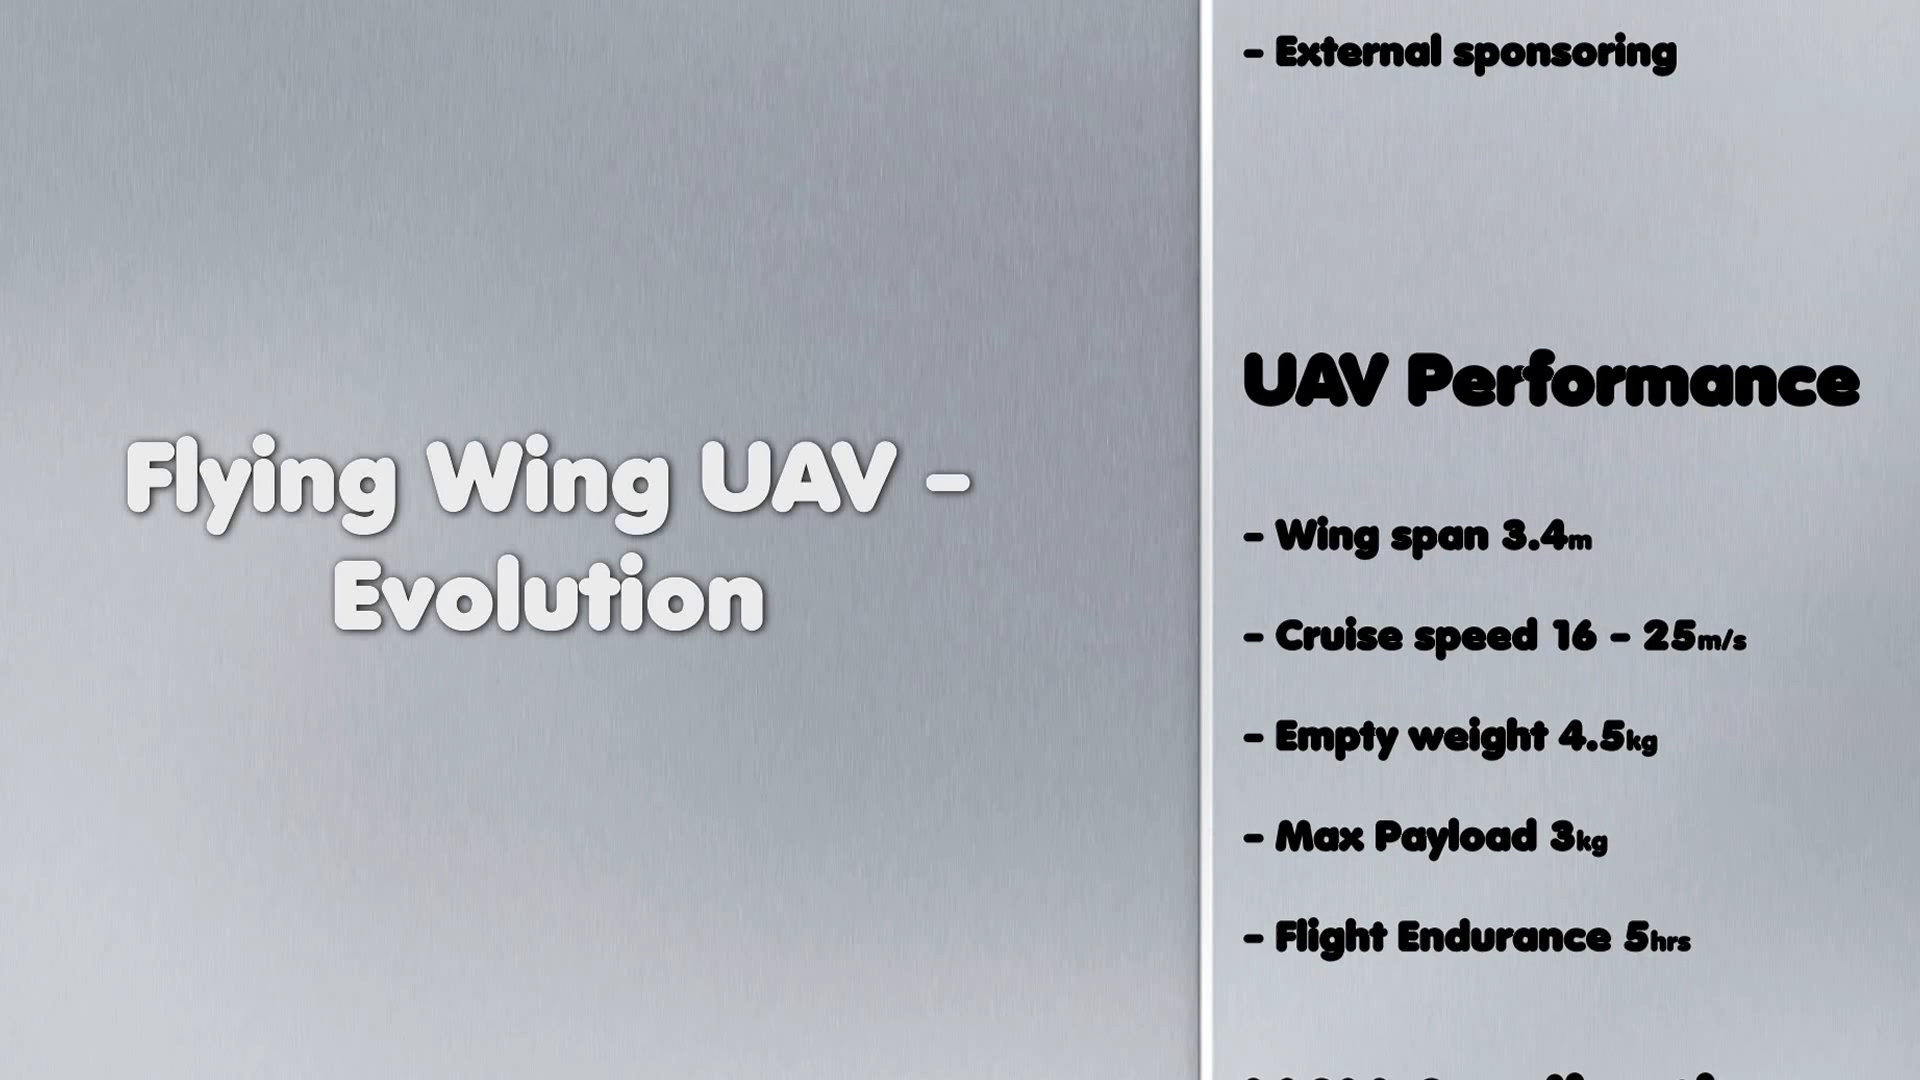 Flying Wing UAV -
Evolution
- External sponsoring
UAV Performance
- Wing span 3.4m
- Cruise speed 16 - 25m/s
- Empty weight 4.5kg
- Max Payload 3kg
- Flight Endurance 5hrs